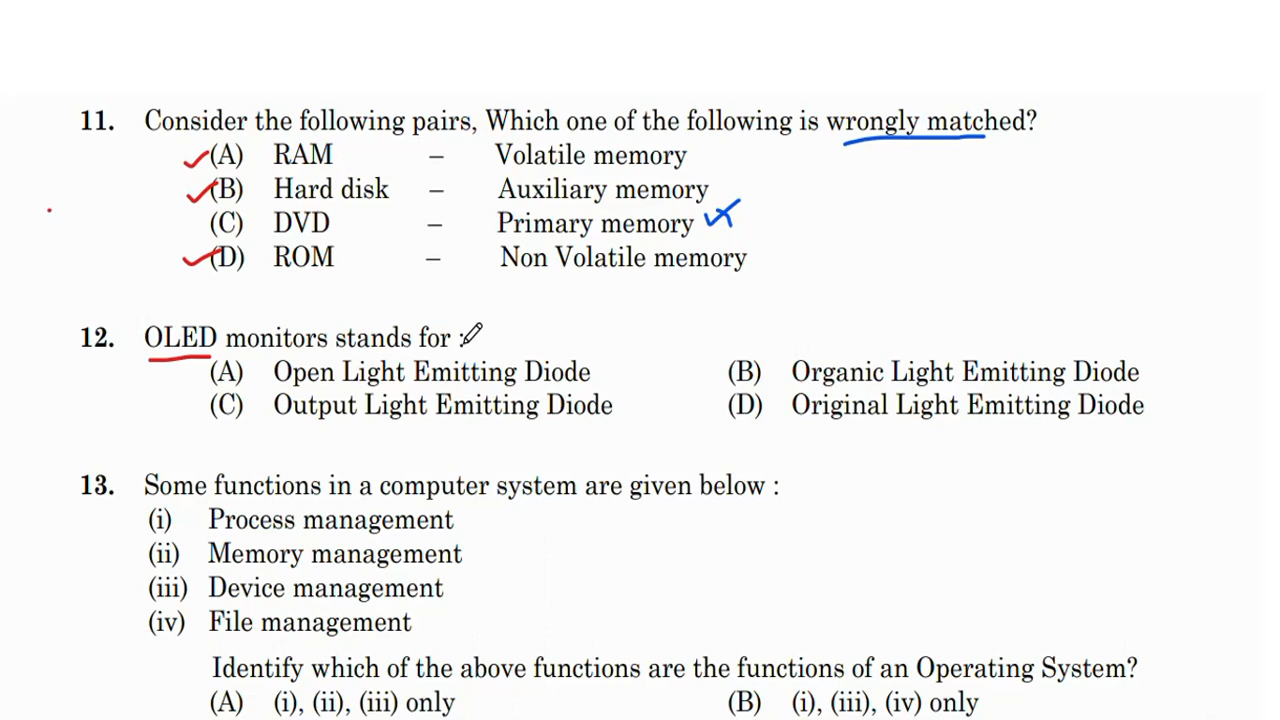 11. Consider the following pairs, Which one of the following is wrongly matched?
(A) RAM – Volatile memory
(B) Hard disk – Auxiliary memory
(C) DVD – Primary memory
(D) ROM – Non Volatile memory
12. OLED monitors stands for :
(A) Open Light Emitting Diode (B) Organic Light Emitting Diode
(C) Output Light Emitting Diode (D) Original Light Emitting Diode
13. Some functions in a computer system are given below :
(i) Process management
(ii) Memory management
(iii) Device management
(iv) File management
Identify which of the above functions are the functions of an Operating System?
(A) (i), (ii), (iii) only (B) (i), (iii), (iv) only